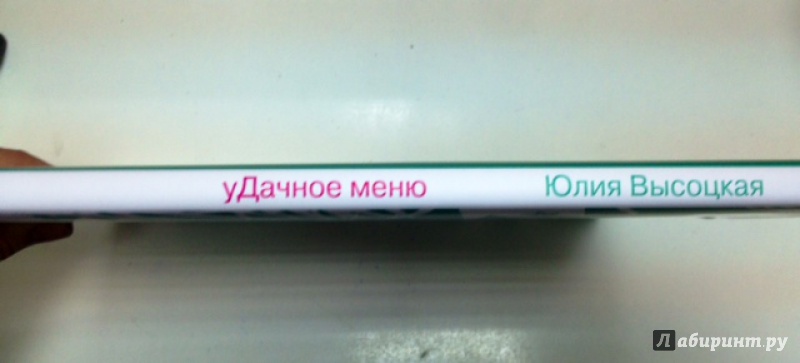 уДачное меню Юлия Высоцкая
Лабиринт.ру